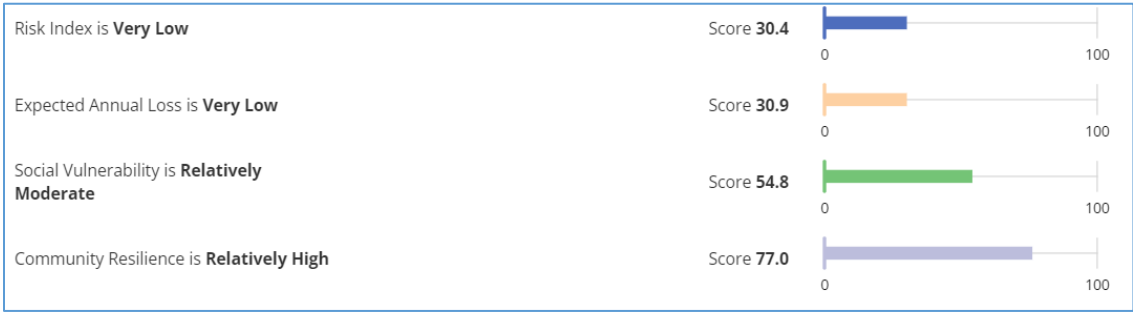 Risk Index is Very Low Score 30.4
0 100
Expected Annual Loss is Very Low Score 30.9
0 100
Social Vulnerability is Relatively
Moderate Score 54.8
0 100
Community Resilience is Relatively High Score 77.0
0 100